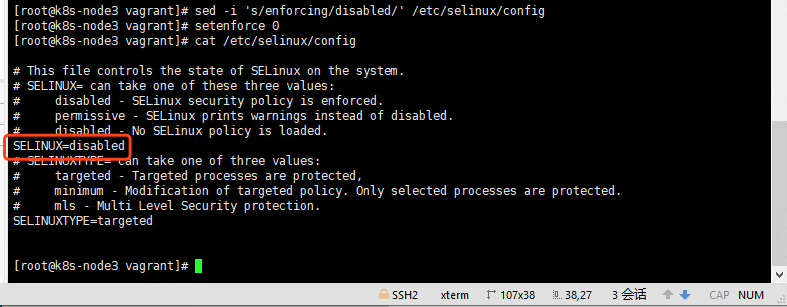 [root@k8s-node3 vagrant]# sed -i 's/enforcing/disabled/' /etc/selinux/config
[root@k8s-node3 vagrant]# setenforce 0
[root@k8s-node3 vagrant]# cat /etc/selinux/config
# This file controls the state of SELinux on the system.
# SELINUX= can take one of these three values:
#     disabled - SELinux security policy is enforced.
#     permissive - SELinux prints warnings instead of disabled.
#     disabled - No SELinux policy is loaded.
SELINUX=disabled
# SELINUXTYPE= can take one of three values:
#     targeted - Targeted processes are protected,
#     minimum - Modification of targeted policy. Only selected processes are protected.
#     mls - Multi Level Security protection.
SELINUXTYPE=targeted
[root@k8s-node3 vagrant]#
SSH2 xterm 107x38 38,27 3 会话 CAP NUM